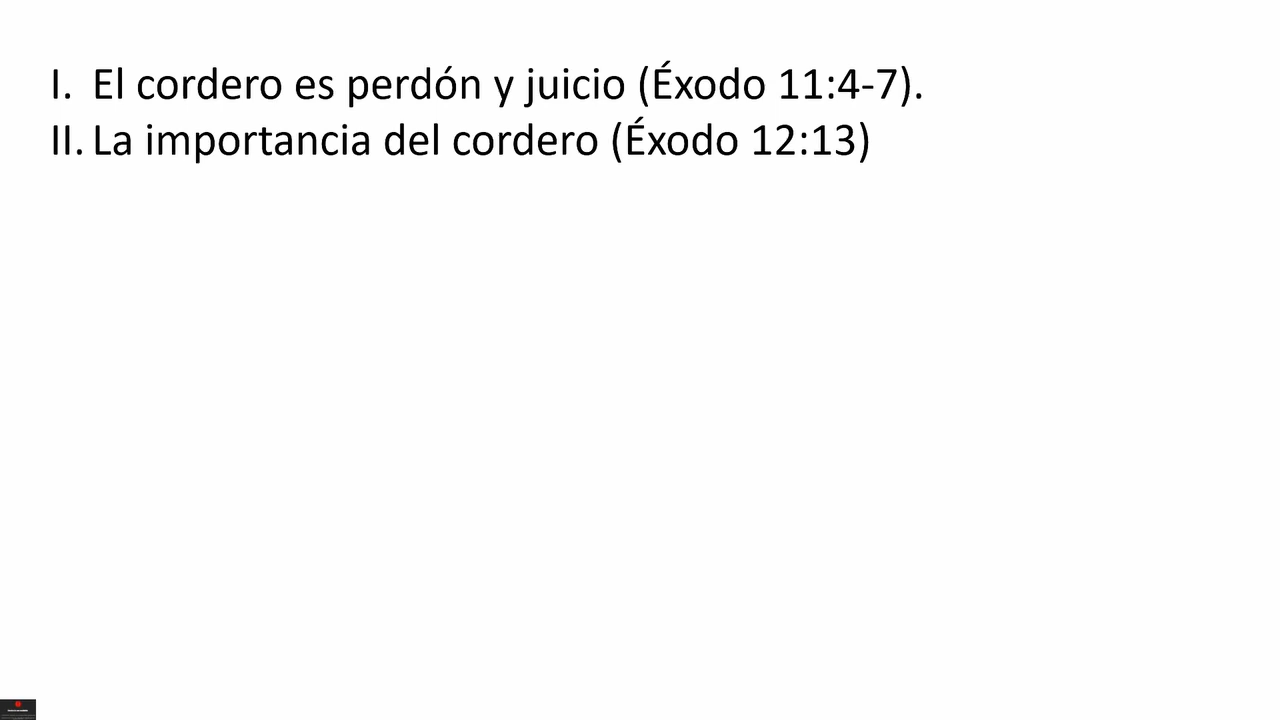 I. El cordero es perdón y juicio (Éxodo 11:4-7).
II. La importancia del cordero (Éxodo 12:13)